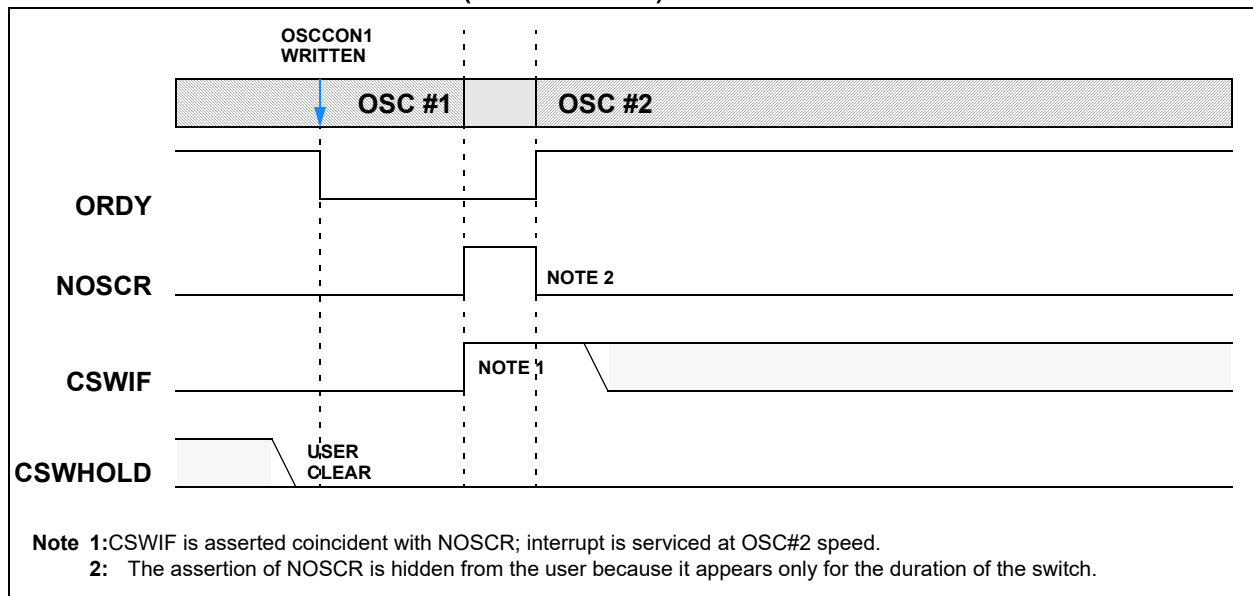 OSCCON1
WRITTEN
OSC #1
OSC #2
ORDY
NOSCR
NOTE 2
CSWIF
NOTE 1
CSWHOLD
USER
CLEAR
Note 1:CSWIF is asserted coincident with NOSCR; interrupt is serviced at OSC#2 speed.
2: The assertion of NOSCR is hidden from the user because it appears only for the duration of the switch.